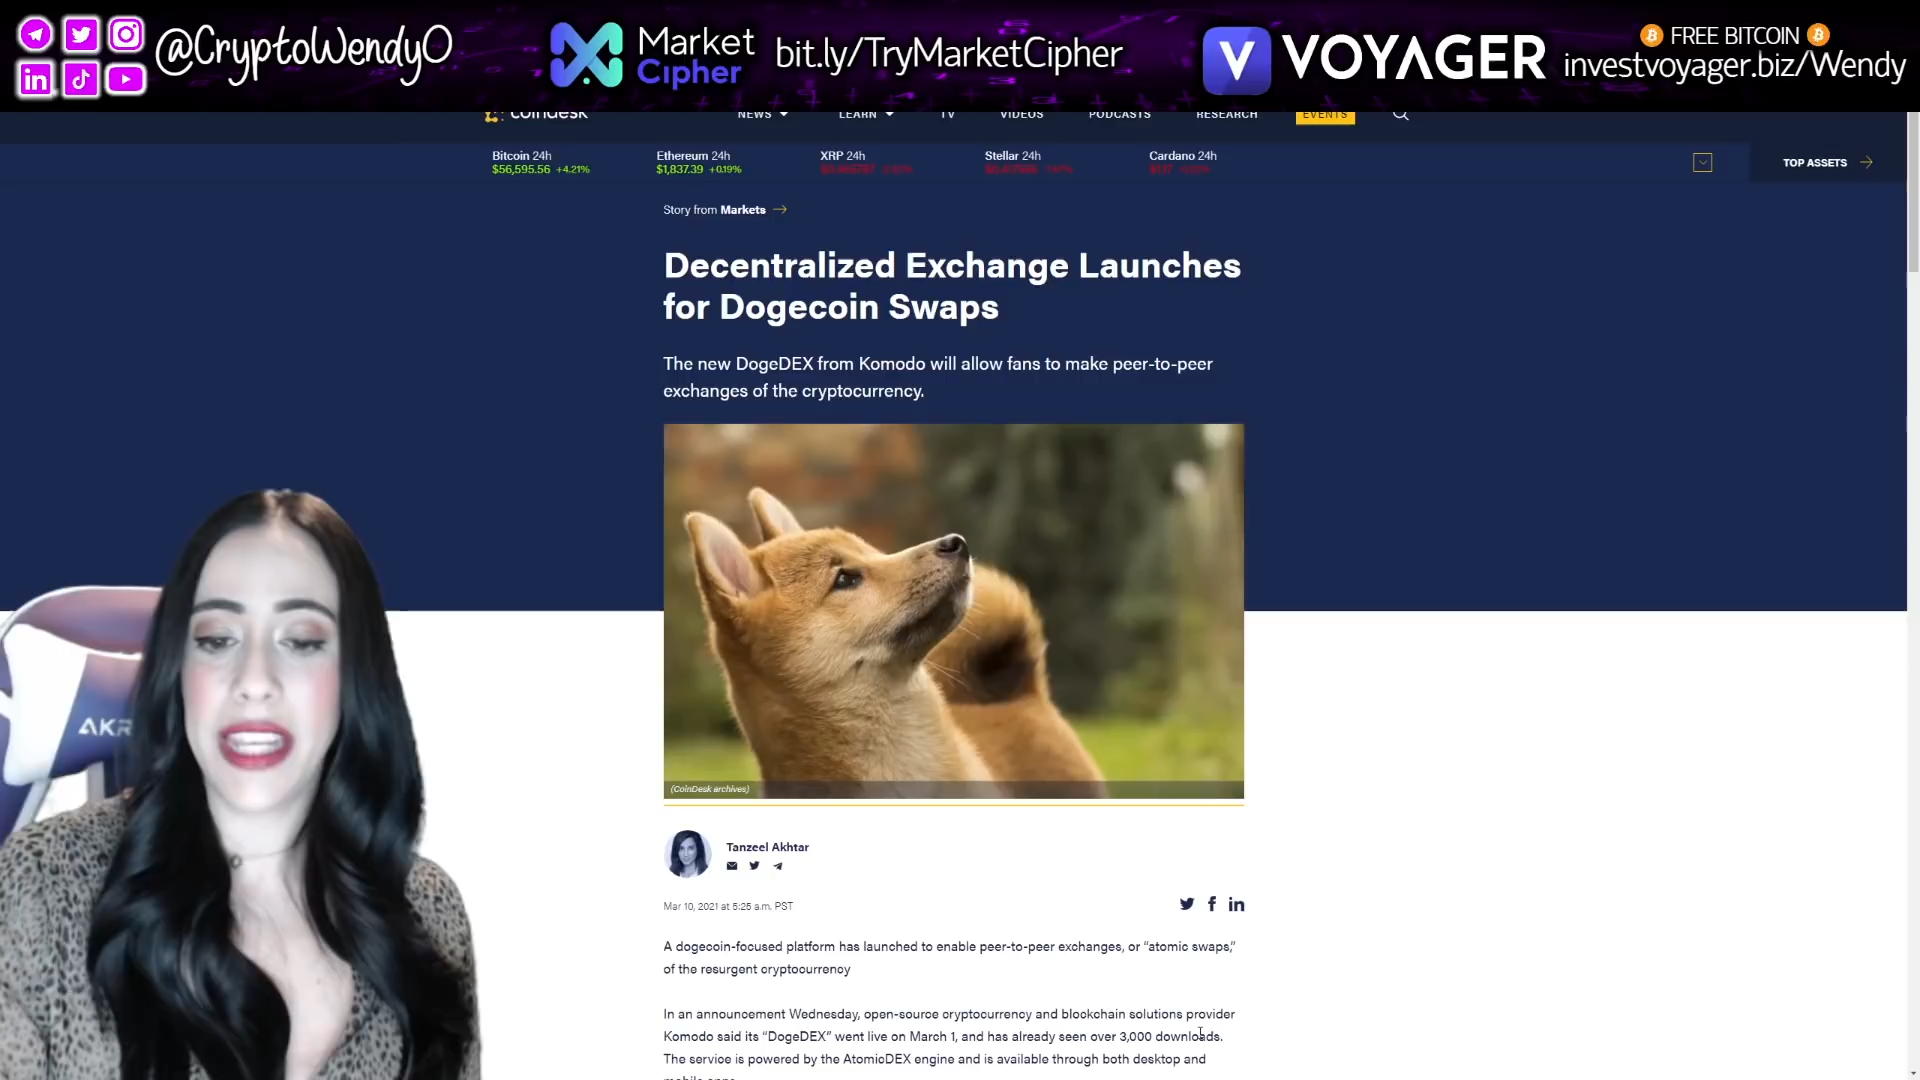 @CryptoWendyO
Market
Cipher
bit.ly/TryMarketCipher
V VOYAGER
FREE BITCOIN
investvoyager.biz/Wendy
coindesk
NEWS
LEARN
TV
VIDEOS
PODCASTS
RESEARCH
EVENTS
Bitcoin 24h
$56,595.56 +4.21%
Ethereum 24h
$1,837.39 +0.19%
XRP 24h
Stellar 24h
Cardano 24h
TOP ASSETS
Story from Markets
Decentralized Exchange Launches
for Dogecoin Swaps
The new DogeDEX from Komodo will allow fans to make peer-to-peer
exchanges of the cryptocurrency.
(CoinDesk archives)
Tanzeel Akhtar
Mar 10, 2021 at 5:25 a.m. PST
A dogecoin-focused platform has launched to enable peer-to-peer exchanges, or “atomic swaps,”
of the resurgent cryptocurrency
In an announcement Wednesday, open-source cryptocurrency and blockchain solutions provider
Komodo said its “DogeDEX” went live on March 1, and has already seen over 3,000 downloads.
The service is powered by the AtomicDEX engine and is available through both desktop and
AKR